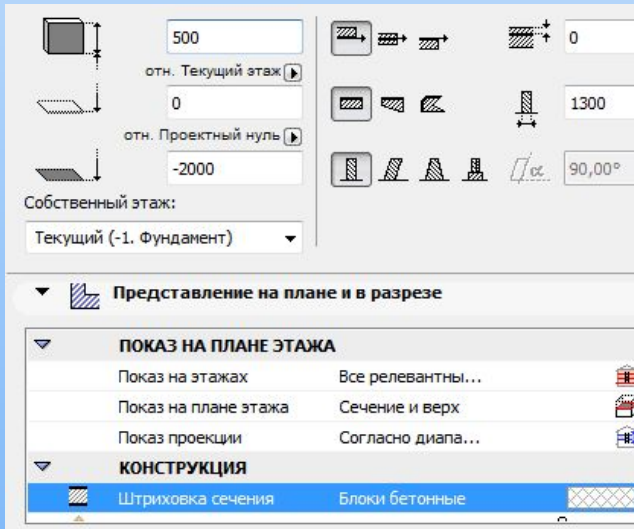 500
0
отн. Текущий этаж
0
1300
отн. Проектный нуль
-2000
α
90,00°
Собственный этаж:
Текущий (-1. Фундамент)
Представление на плане и в разрезе
ПОКАЗ НА ПЛАНЕ ЭТАЖА
Показ на этажах Все релевантны...
Показ на плане этажа Сечение и верх
Показ проекции Согласно диапа...
КОНСТРУКЦИЯ
Штриховка сечения Блоки бетонные